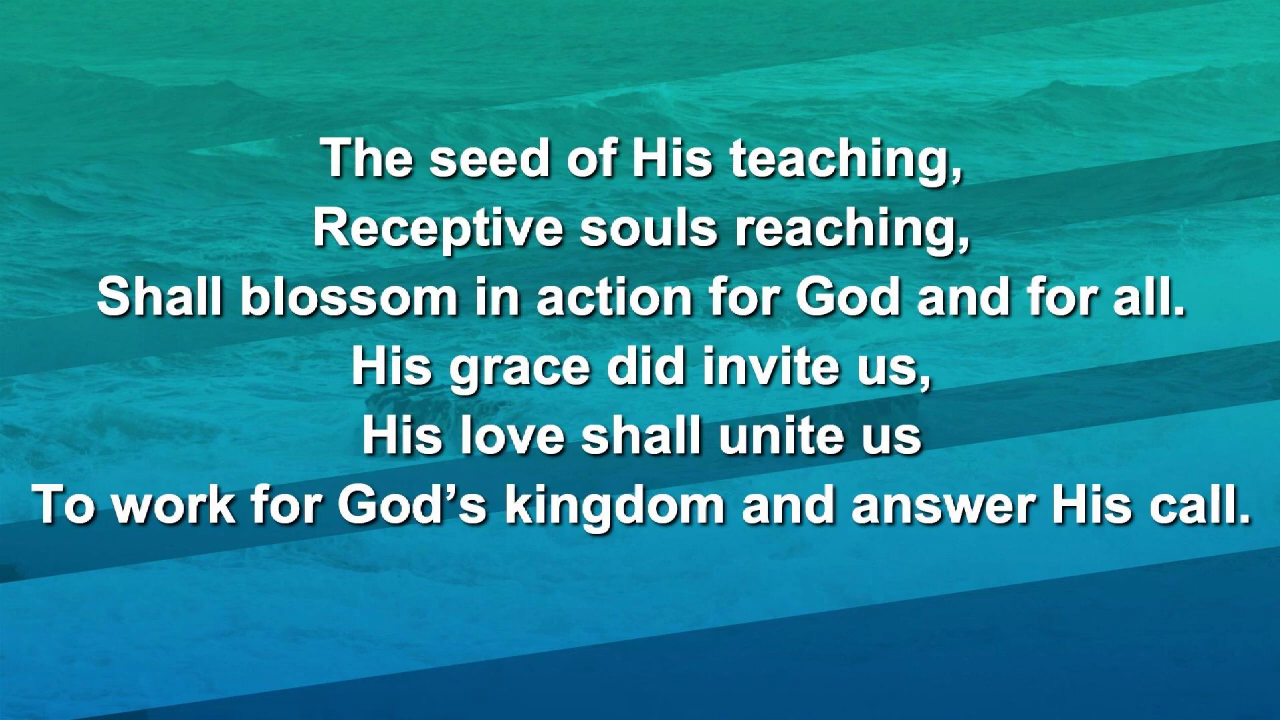 The seed of His teaching,
Receptive souls reaching,
Shall blossom in action for God and for all.
His grace did invite us,
His love shall unite us
To work for God’s kingdom and answer His call.